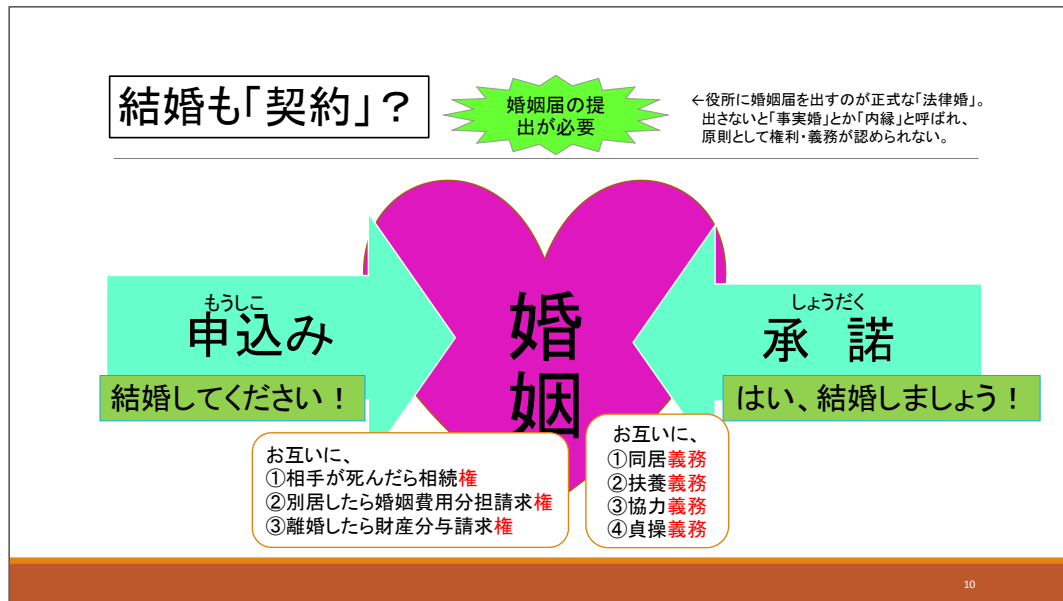 結婚も「契約」？
婚姻届の提
出が必要
←役所に婚姻届を出すのが正式な「法律婚」。
出さないと「事実婚」とか「内縁」と呼ばれ、
原則として権利・義務が認められない。
もうしこ
申込み
結婚してください！
婚
姻
しょうだく
承　諾
はい、結婚しましょう！
お互いに、
①相手が死んだら相続権
②別居したら婚姻費用分担請求権
③離婚したら財産分与請求権
お互いに、
①同居義務
②扶養義務
③協力義務
④貞操義務
10